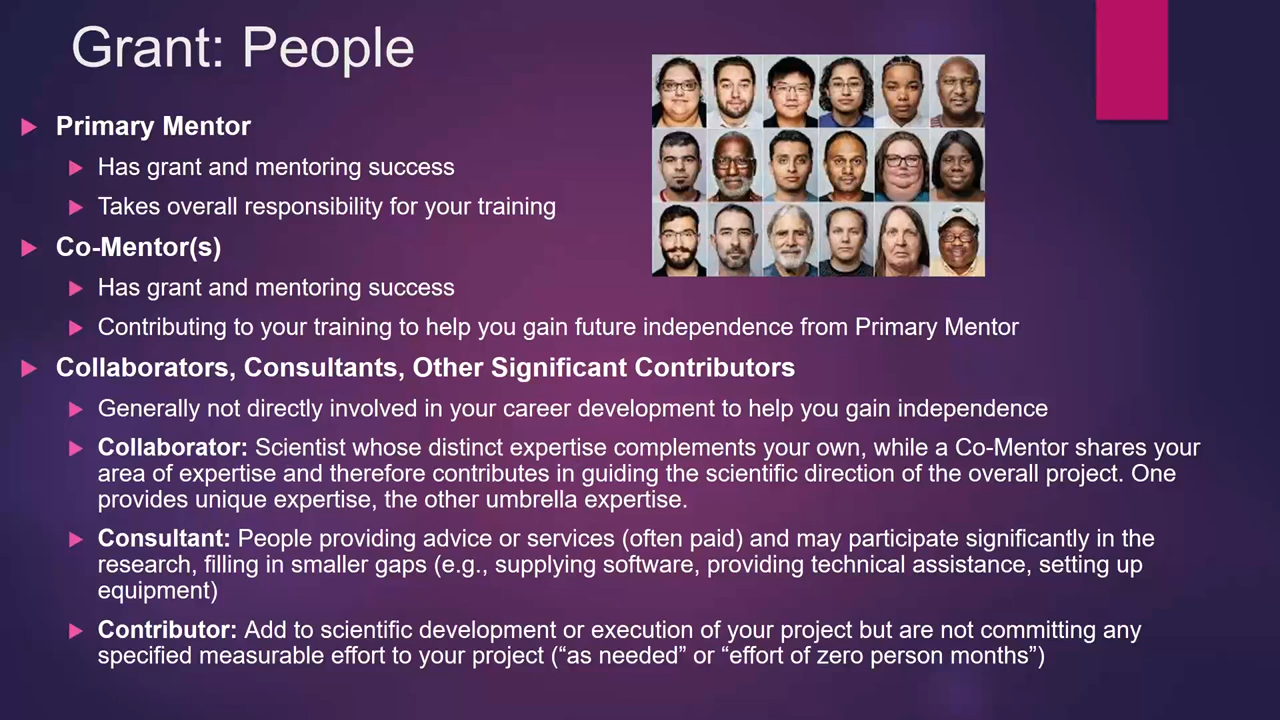 Grant: People
Primary Mentor
Has grant and mentoring success
Takes overall responsibility for your training
Co-Mentor(s)
Has grant and mentoring success
Contributing to your training to help you gain future independence from Primary Mentor
Collaborators, Consultants, Other Significant Contributors
Generally not directly involved in your career development to help you gain independence
Collaborator: Scientist whose distinct expertise complements your own, while a Co-Mentor shares your
area of expertise and therefore contributes in guiding the scientific direction of the overall project. One
provides unique expertise, the other umbrella expertise.
Consultant: People providing advice or services (often paid) and may participate significantly in the
research, filling in smaller gaps (e.g., supplying software, providing technical assistance, setting up
equipment)
Contributor: Add to scientific development or execution of your project but are not committing any
specified measurable effort to your project (“as needed” or “effort of zero person months”)